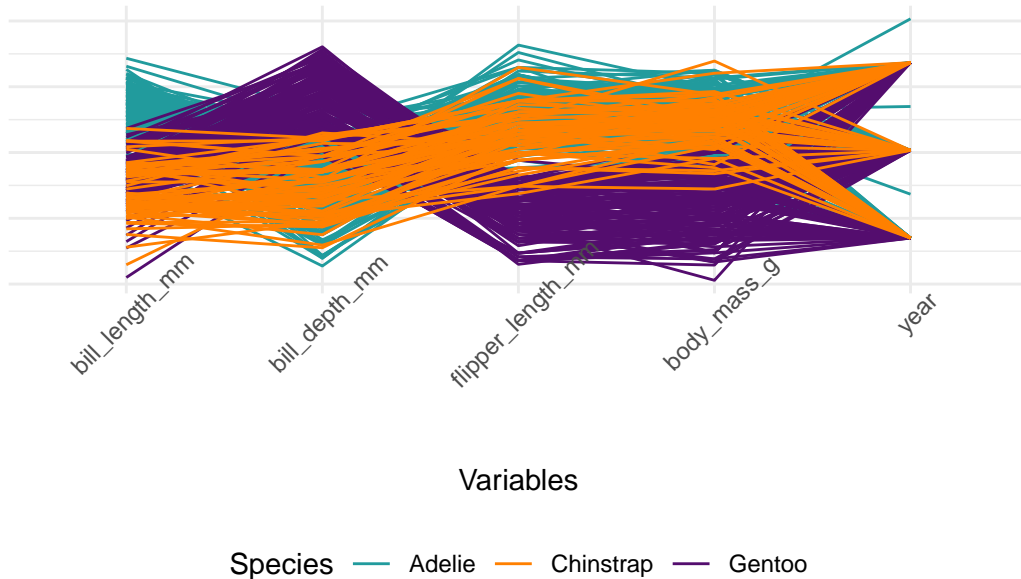 bill_length_mm
bill_depth_mm
flipper_length_mm
body_mass_g
year
Variables
Species Adelie Chinstrap Gentoo